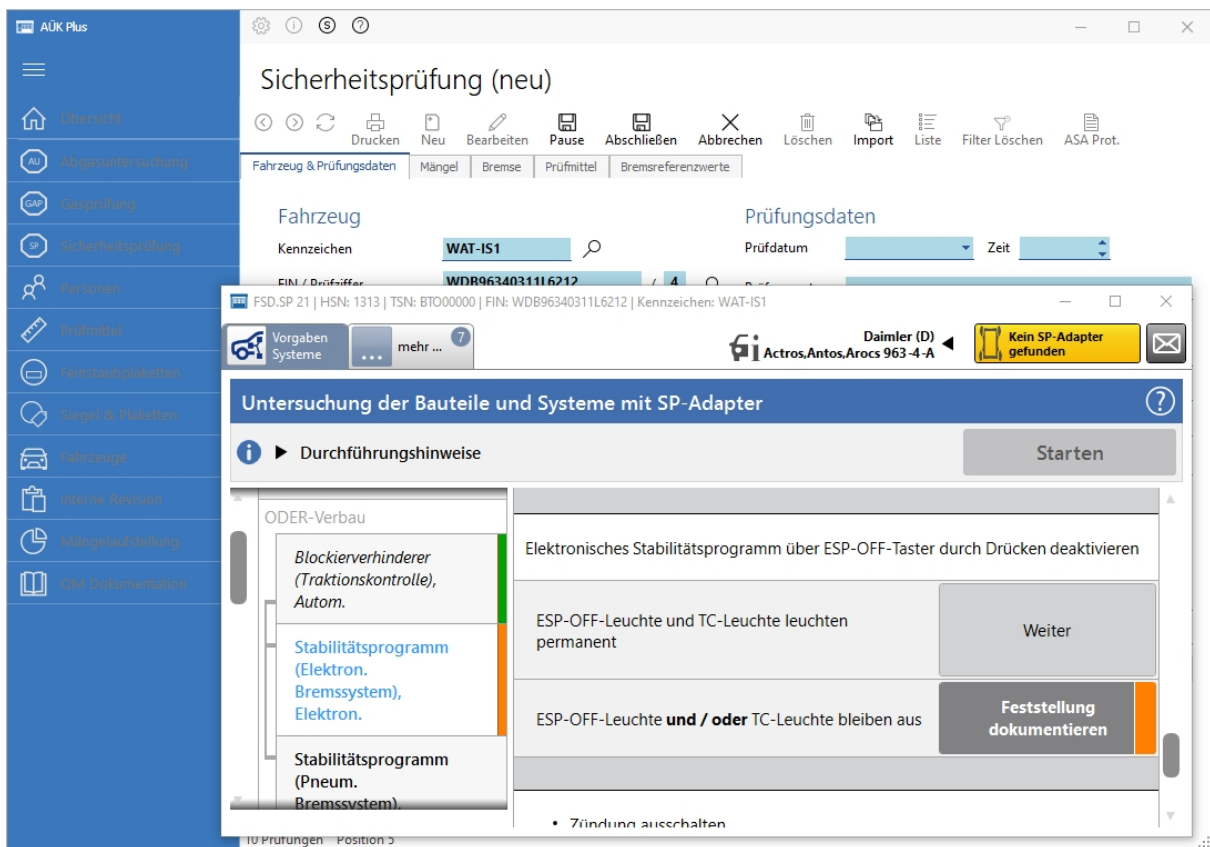 AÜK Plus
Übersicht
Abgasuntersuchung
Gasprüfung
Sicherheitsprüfung
Personen
Prüfmittel
Feinstaubplaketten
Siegel & Plaketten
Fahrzeuge
Interne Revision
Mängelaufstellung
QM Dokumentation
AU
GAP
SP
Sicherheitsprüfung (neu)
Drucken Neu Bearbeiten Pause Abschließen Abbrechen Löschen Import Liste Filter Löschen ASA Prot.
Fahrzeug & Prüfungsdaten Mängel Bremse Prüfmittel Bremsreferenzwerte
Fahrzeug Prüfungsdaten
Kennzeichen WAT-IS1 Prüfdatum Zeit
FIN / Prüfziffer WDB96340311L6212 / 4
FSD.SP 21 | HSN: 1313 | TSN: BTO00000 | FIN: WDB96340311L6212 | Kennzeichen: WAT-IS1
Vorgaben
Systeme
... mehr ... 7
Daimler (D)
Actros,Antos,Arocs 963-4-A
Kein SP-Adapter
gefunden
Untersuchung der Bauteile und Systeme mit SP-Adapter
Durchführungshinweise
Starten
ODER-Verbau
Blockierverhinderer
(Traktionskontrolle),
Autom.
Stabilitätsprogramm
(Elektron.
Bremssystem),
Elektron.
Stabilitätsprogramm
(Pneum.
Bremssystem),
Elektronisches Stabilitätsprogramm über ESP-OFF-Taster durch Drücken deaktivieren
ESP-OFF-Leuchte und TC-Leuchte leuchten
permanent
Weiter
ESP-OFF-Leuchte und / oder TC-Leuchte bleiben aus
Feststellung
dokumentieren
• Zündung ausschalten
10 Prüfungen Position 5